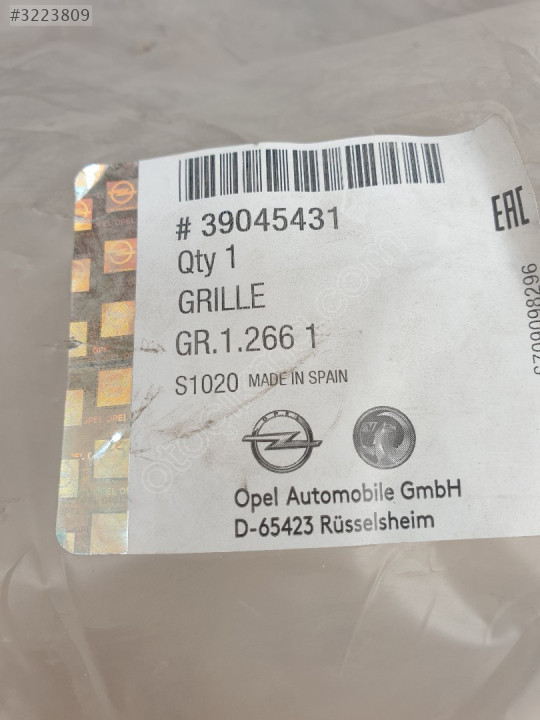 #3223809
# 39045431
Qty 1
GRILLE
GR.1.266 1
S1020 MADE IN SPAIN
EAC
OPEL
Opel Automobile GmbH
D-65423 Rüsselsheim